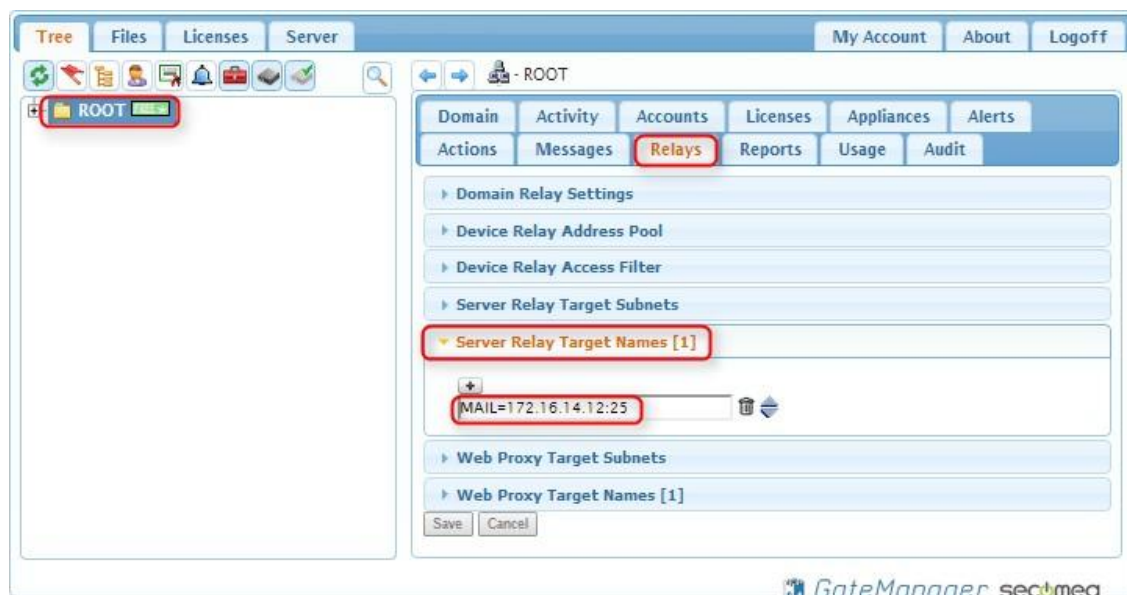 Tree Files Licenses Server My Account About Logoff
- ROOT
ROOT
Domain Activity Accounts Licenses Appliances Alerts
Actions Messages Relays Reports Usage Audit
Domain Relay Settings
Device Relay Address Pool
Device Relay Access Filter
Server Relay Target Subnets
Server Relay Target Names [1]
+
MAIL=172.16.14.12:25
Web Proxy Target Subnets
Web Proxy Target Names [1]
Save Cancel
GateManager secomea